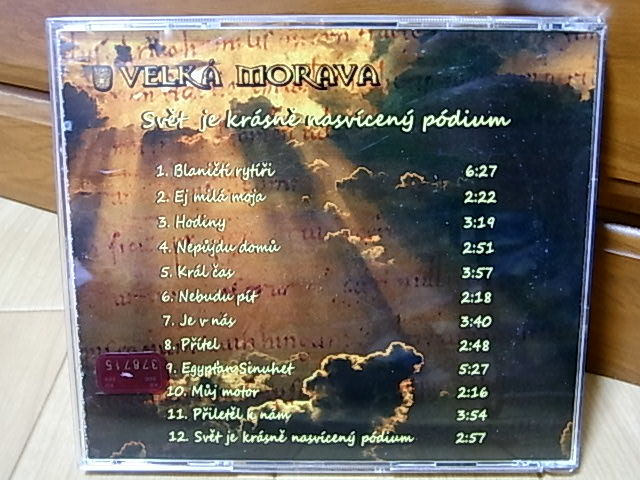 VELKÁ MORAVA
Svět je krásně nasvícený pódium
1. Blaničtí rytíři 6:27
2. Ej milá moja 2:22
3. Hodiny 3:19
4. Nepůjdu domů 2:51
5. Král čas 3:57
6. Nebudu pít 2:18
7. Je v nás 3:40
8. Přítel 2:48
9. Egypťan Sinuhet 5:27
10. Můj motor 2:16
11. Přiletěl k nám 3:54
12. Svět je krásně nasvícený pódium 2:57
378715